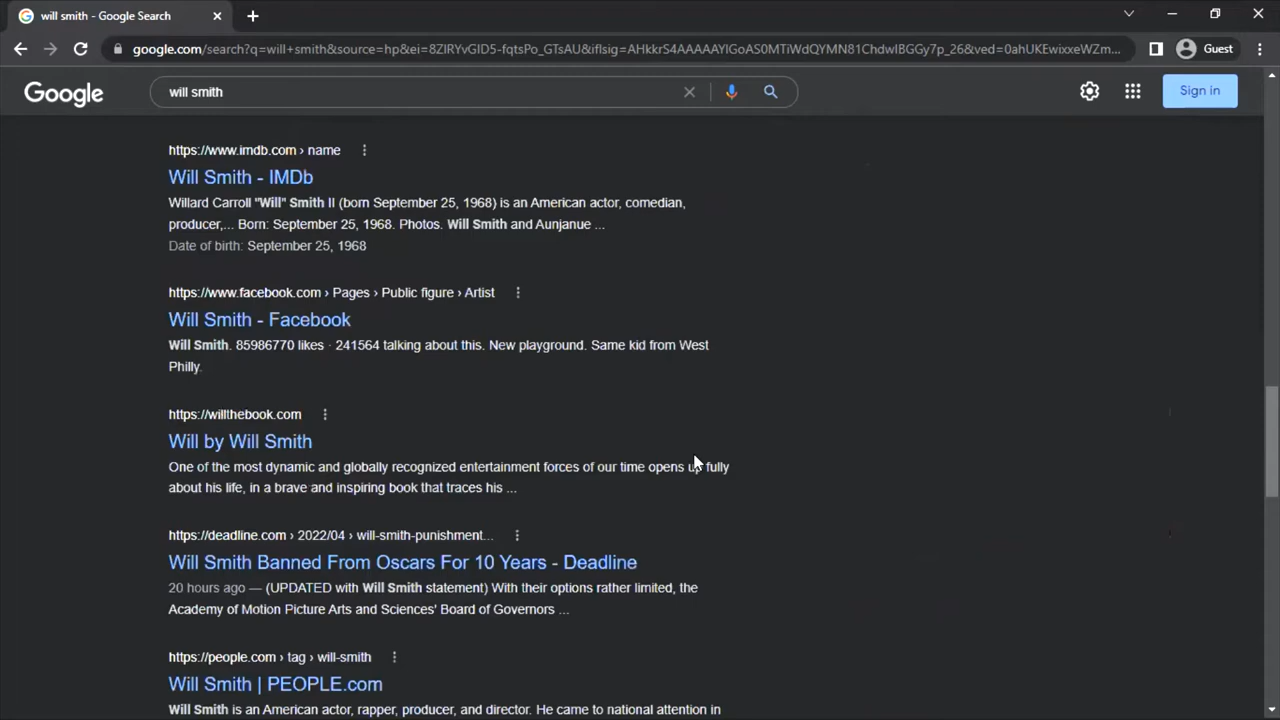 will smith - Google Search
google.com/search?q=will+smith&source=hp&ei=8ZIRYvGID5-fqtsPo_GTsAU&iflsig=AHkkrS4AAAAAYlGoAS0MTiWdQYMN81ChdwIBGGy7p_26&ved=0ahUKEwixxeWZm...
Guest
Google
will smith
Sign in
https://www.imdb.com › name
Will Smith - IMDb
Willard Carroll "Will" Smith II (born September 25, 1968) is an American actor, comedian,
producer,... Born: September 25, 1968. Photos. Will Smith and Aunjanue ...
Date of birth: September 25, 1968
https://www.facebook.com › Pages › Public figure › Artist
Will Smith - Facebook
Will Smith. 85986770 likes · 241564 talking about this. New playground. Same kid from West
Philly.
https://willthebook.com
Will by Will Smith
One of the most dynamic and globally recognized entertainment forces of our time opens up fully
about his life, in a brave and inspiring book that traces his ...
https://deadline.com › 2022/04 › will-smith-punishment...
Will Smith Banned From Oscars For 10 Years - Deadline
20 hours ago — (UPDATED with Will Smith statement) With their options rather limited, the
Academy of Motion Picture Arts and Sciences' Board of Governors ...
https://people.com › tag › will-smith
Will Smith | PEOPLE.com
Will Smith is an American actor, rapper, producer, and director. He came to national attention in